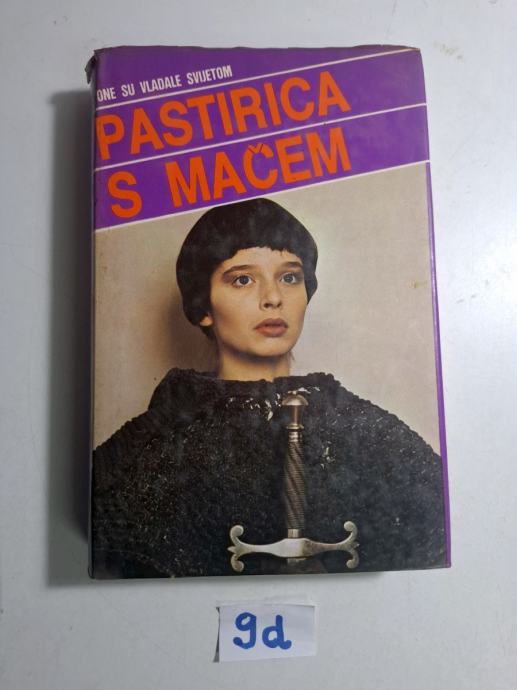 ONE SU VLADALE SVIJETOM
PASTIRICA
S MAČEM
9d